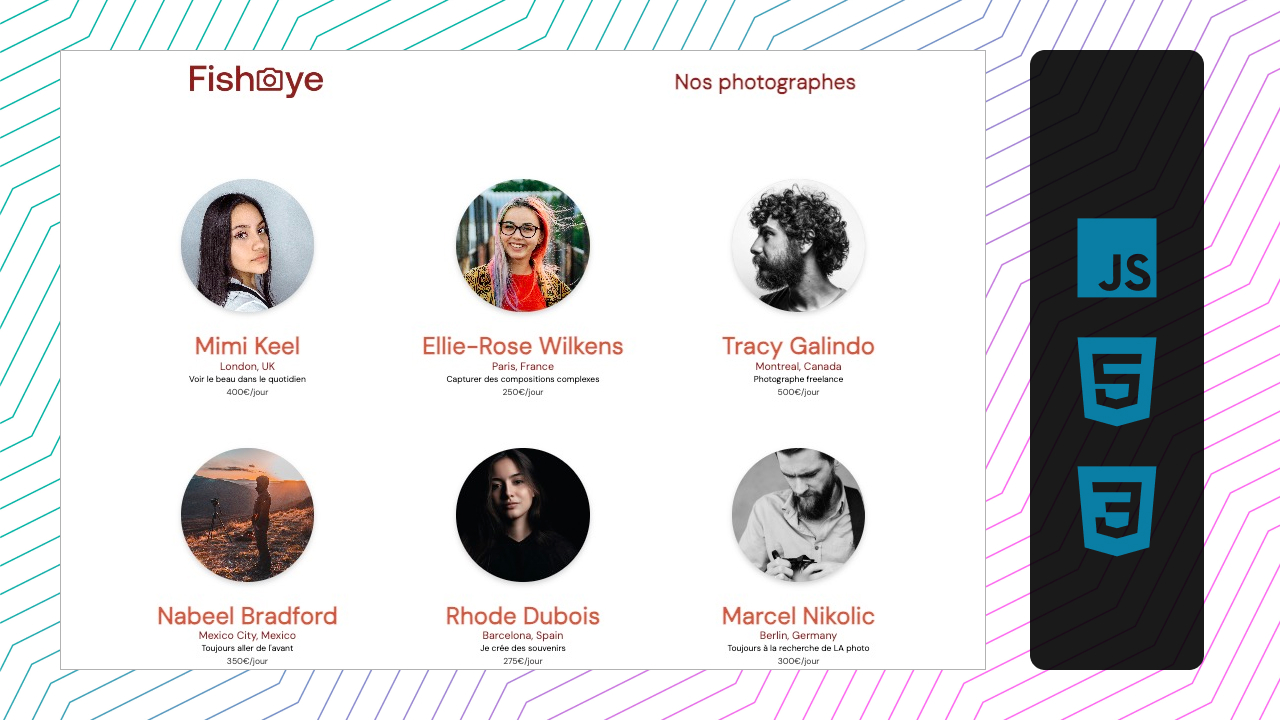 Fisheye
Nos photographes
Mimi Keel
London, UK
Voir le beau dans le quotidien
400€/jour
Ellie-Rose Wilkens
Paris, France
Capturer des compositions complexes
250€/jour
Tracy Galindo
Montreal, Canada
Photographe freelance
500€/jour
Nabeel Bradford
Mexico City, Mexico
Toujours aller de l'avant
350€/jour
Rhode Dubois
Barcelona, Spain
Je crée des souvenirs
275€/jour
Marcel Nikolic
Berlin, Germany
Toujours à la recherche de LA photo
300€/jour
JS
5
3